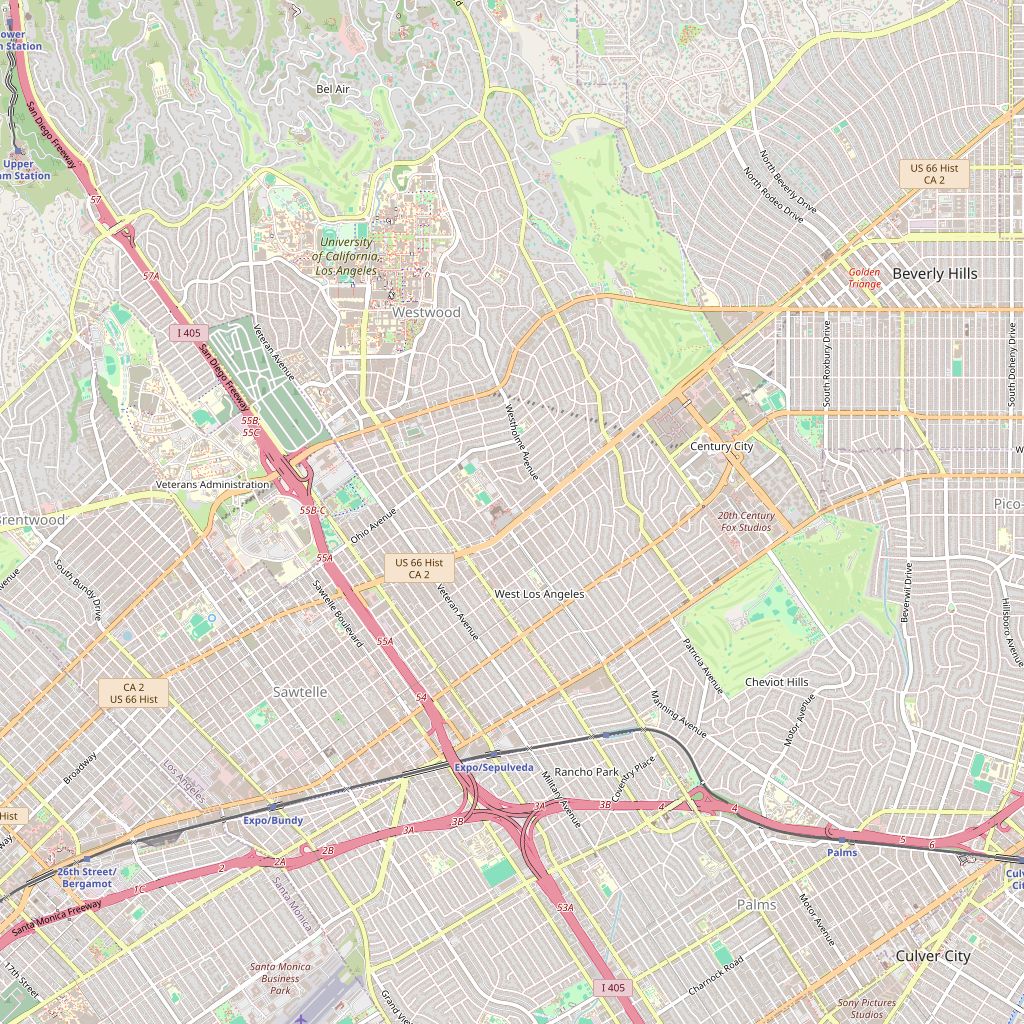 ower
n Station
Bel Air
San Diego Freeway
Upper
am Station
US 66 Hist
CA 2
North Beverly Drive
North Rodeo Drive
57
University
of California,
Los Angeles
57A
Golden
Triange
Beverly Hills
Westwood
I 405
Veteran Avenue
San Diego Freeway
South Roxbury Drive
South Doheny Drive
55B;
55C
Westholme Avenue
Century City
W
Veterans Administration
55B-C
Brentwood
Pico-
Ohio Avenue
20th Century
Fox Studios
55A
US 66 Hist
CA 2
South Bundy Drive
Avenue
Sawtelle Boulevard
Veteran Avenue
West Los Angeles
Beverwil Drive
Hillsboro Avenue
55A
Patricia Avenue
CA 2
US 66 Hist
Sawtelle
54
Cheviot Hills
Manning Avenue
Motor Avenue
Broadway
Los Angeles
Expo/Sepulveda
Rancho Park
Coventry Place
Military Avenue
Hist
Expo/Bundy
3A
3B
4
4
3B
3A
5
6
2B
2A
2
Palms
26th Street/
Bergamot
1C
Culv
Cit
Santa Monica Freeway
Santa Monica
53A
Palms
Motor Avenue
Culver City
17th Street
Santa Monica
Business
Park
Charnock Road
I 405
Grand View
Sony Pictures
Studios